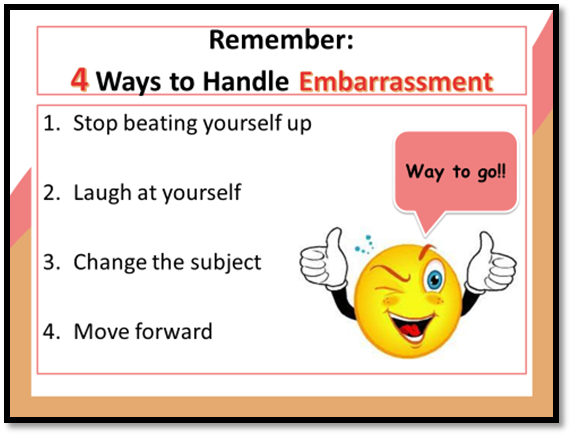 Remember:
4 Ways to Handle Embarrassment
1. Stop beating yourself up
2. Laugh at yourself
3. Change the subject
4. Move forward
Way to go!!